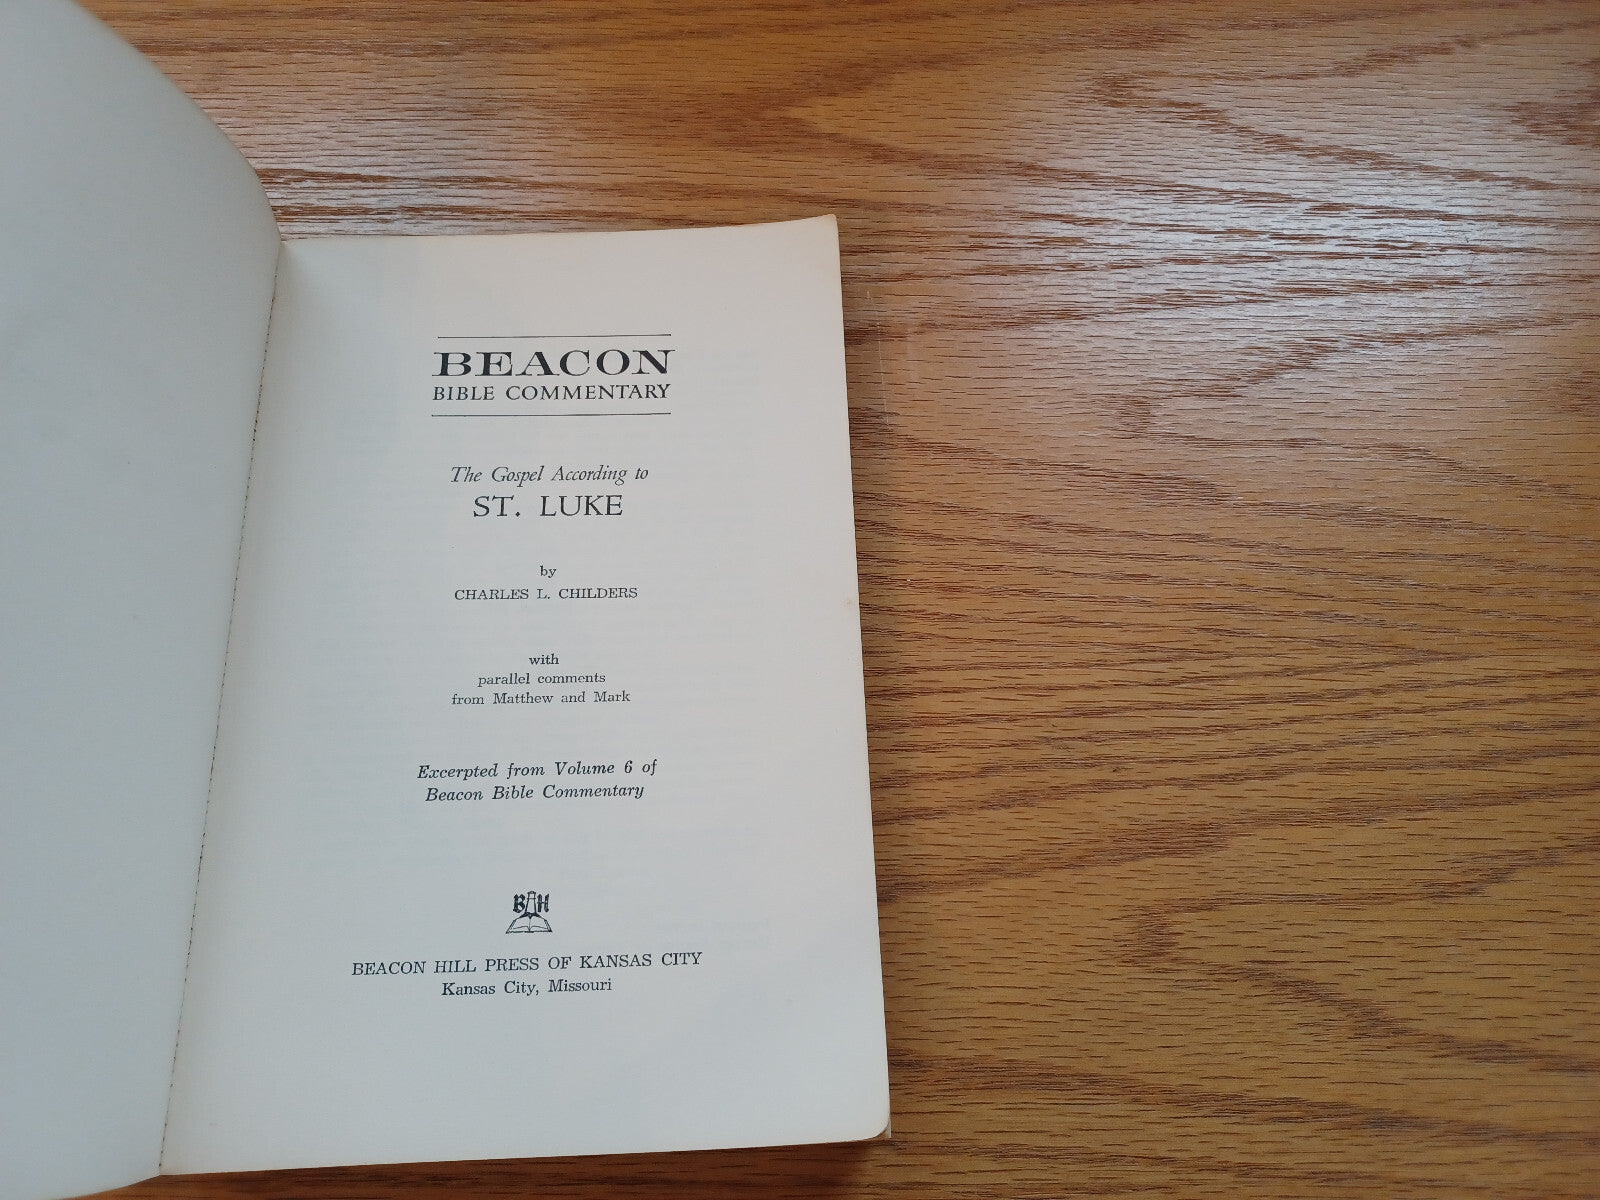 BEACON
BIBLE COMMENTARY
The Gospel According to
ST. LUKE
by
CHARLES L. CHILDERS
with
parallel comments
from Matthew and Mark
Excerpted from Volume 6 of
Beacon Bible Commentary
B H
BEACON HILL PRESS OF KANSAS CITY
Kansas City, Missouri